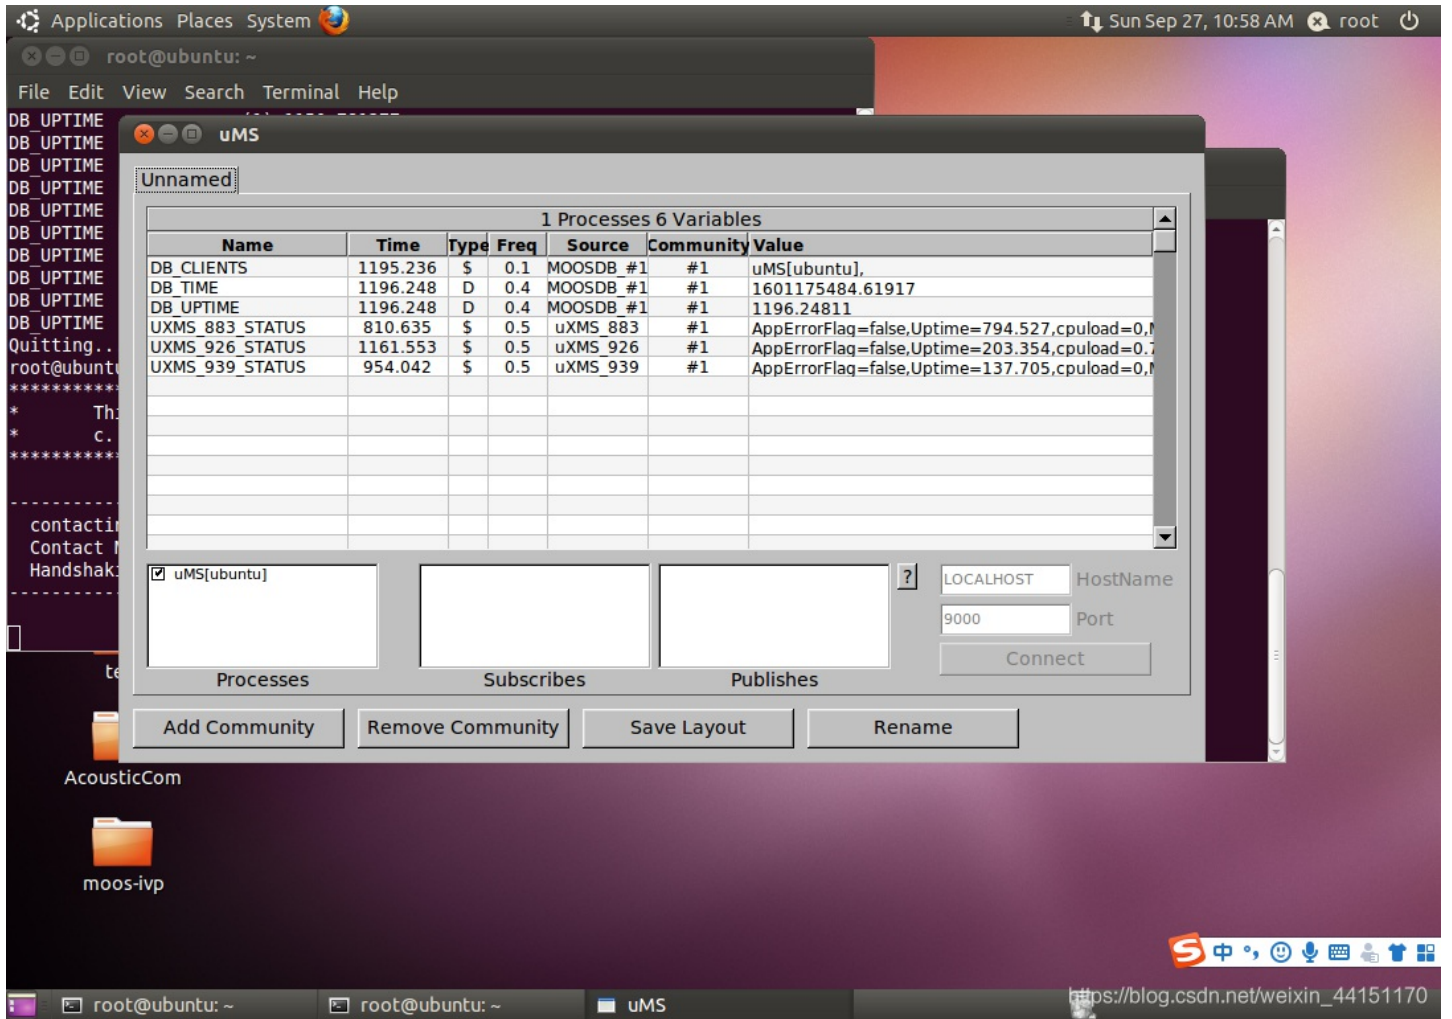 Applications Places System
Sun Sep 27, 10:58 AM root
root@ubuntu: ~
File Edit View Search Terminal Help
DB_UPTIME
DB_UPTIME
DB_UPTIME
DB_UPTIME
DB_UPTIME
DB_UPTIME
DB_UPTIME
DB_UPTIME
DB_UPTIME
DB_UPTIME
Quitting..
root@ubuntu
***********
* Thi
* c.
***********
-----------
contactin
Contact
Handshaki
-----------
uMS
Unnamed
1 Processes 6 Variables
Name Time Type Freq Source Community Value
DB_CLIENTS 1195.236 $ 0.1 MOOSDB_#1 #1 uMS[ubuntu],
DB_TIME 1196.248 D 0.4 MOOSDB_#1 #1 1601175484.61917
DB_UPTIME 1196.248 D 0.4 MOOSDB_#1 #1 1196.24811
UXMS_883_STATUS 810.635 $ 0.5 uXMS_883 #1 AppErrorFlag=false,Uptime=794.527,cpuload=0,M
UXMS_926_STATUS 1161.553 $ 0.5 uXMS_926 #1 AppErrorFlag=false,Uptime=203.354,cpuload=0.7
UXMS_939_STATUS 954.042 $ 0.5 uXMS_939 #1 AppErrorFlag=false,Uptime=137.705,cpuload=0,M
uMS[ubuntu]
?
LOCALHOST HostName
9000 Port
Connect
Processes Subscribes Publishes
Add Community Remove Community Save Layout Rename
te
AcousticCom
moos-ivp
中
root@ubuntu: ~ root@ubuntu: ~ uMS
https://blog.csdn.net/weixin_44151170